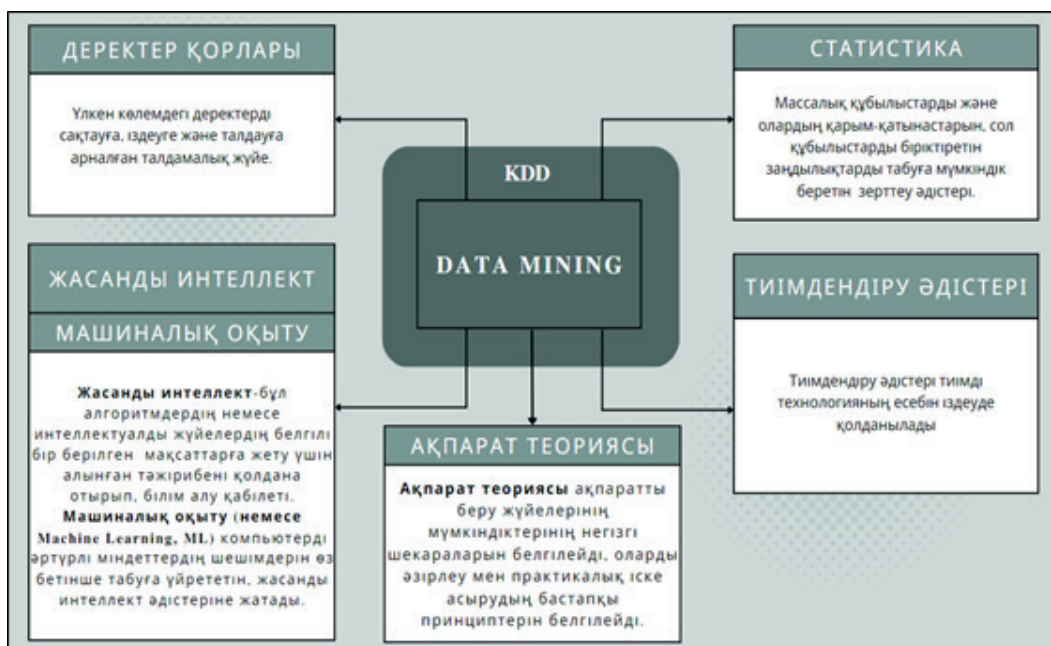 ДЕРЕКТЕР ҚОРЛАРЫ
Үлкен көлемдегі деректерді
сақтауға, іздеуге және талдауға
арналған талдамалық жүйе.
СТАТИСТИКА
Массалық құбылыстарды және
олардың қарым-қатынастарын, сол
құбылыстарды біріктіретін
заңдылықтарды табуға мүмкіндік
беретін зерттеу әдістері.
KDD
DATA MINING
ЖАСАНДЫ ИНТЕЛЛЕКТ
МАШИНАЛЫҚ ОҚЫТУ
Жасанды интеллект-бұл
алгоритмдердің немесе
интеллектуалды жүйелердің белгілі
бір берілген мақсаттарға жету үшін
алынған тәжірибені қолдана
отырып, білім алу қабілеті.
Машиналық оқыту (немесе
Machine Learning, ML) компьютерді
әртүрлі міндеттердің шешімдерін өз
бетінше табуға үйрететін, жасанды
интеллект әдістеріне жатады.
АҚПАРАТ ТЕОРИЯСЫ
Ақпарат теориясы ақпаратты
беру жүйелерінің
мүмкіндіктерінің негізгі
шекараларын белгілейді, оларды
әзірлеу мен практикалық іске
асырудың бастапқы
принциптерін белгілейді.
ТИІМДЕНДІРУ ӘДІСТЕРІ
Тиімдендіру әдістері тиімді
технологияның есебін іздеуде
қолданылады